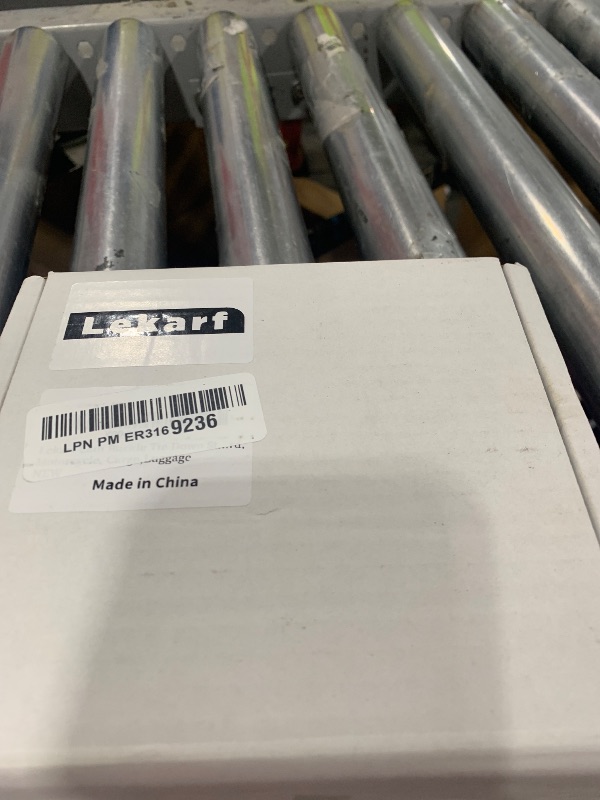 Lekarf
LPN PM ER3169236
Luggage
Made in China